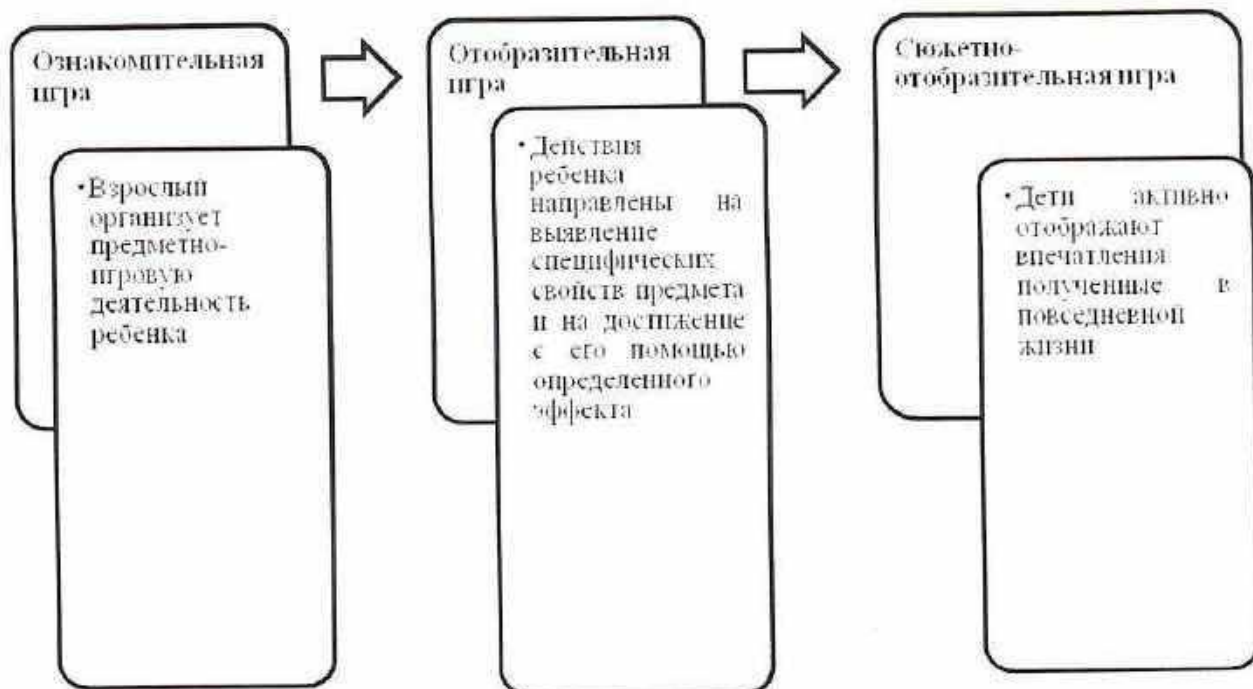 Ознакомительная
игра
• Взрослый
организует
предметно-
игровую
деятельность
ребенка
Отобразительная
игра
• Действия
ребенка
направлены на
выявление
специфических
свойств предмета
и на достижение
с его помощью
определенного
эффекта
Сюжетно-
отобразительная игра
• Дети активно
отображают
впечатления
полученные в
повседневной
жизни